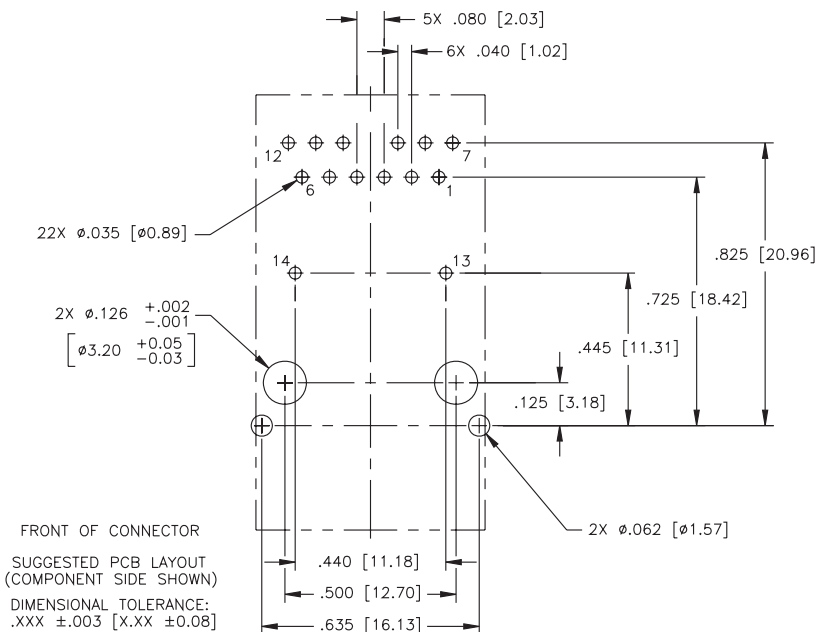 5X .080 [2.03]
6X .040 [1.02]
12
7
6
1
22X ø.035 [ø0.89]
.825 [20.96]
14
13
.725 [18.42]
2X ø.126 +.002 -.001
[ø3.20 +0.05 -0.03]
.445 [11.31]
.125 [3.18]
FRONT OF CONNECTOR
2X ø.062 [ø1.57]
SUGGESTED PCB LAYOUT
(COMPONENT SIDE SHOWN)
.440 [11.18]
.500 [12.70]
DIMENSIONAL TOLERANCE:
.XXX ±.003 [X.XX ±0.08]
.635 [16.13]